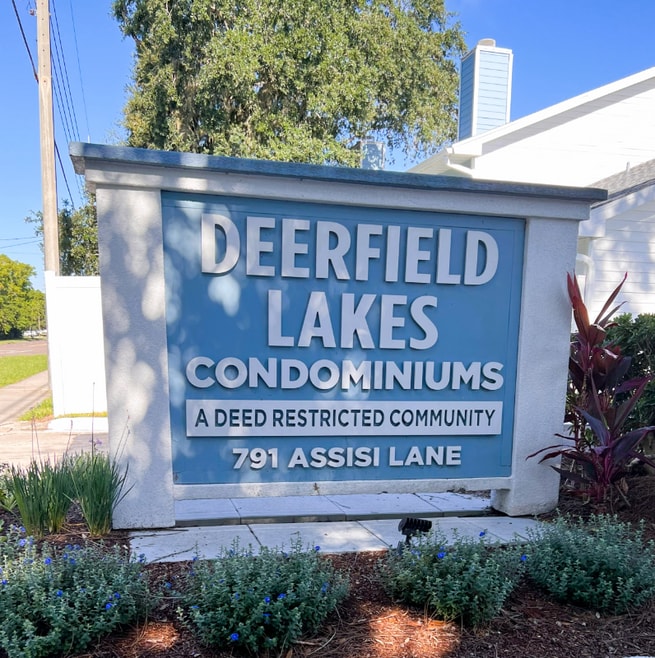 DEERFIELD
LAKES
CONDOMINIUMS
A DEED RESTRICTED COMMUNITY
791 ASSISI LANE